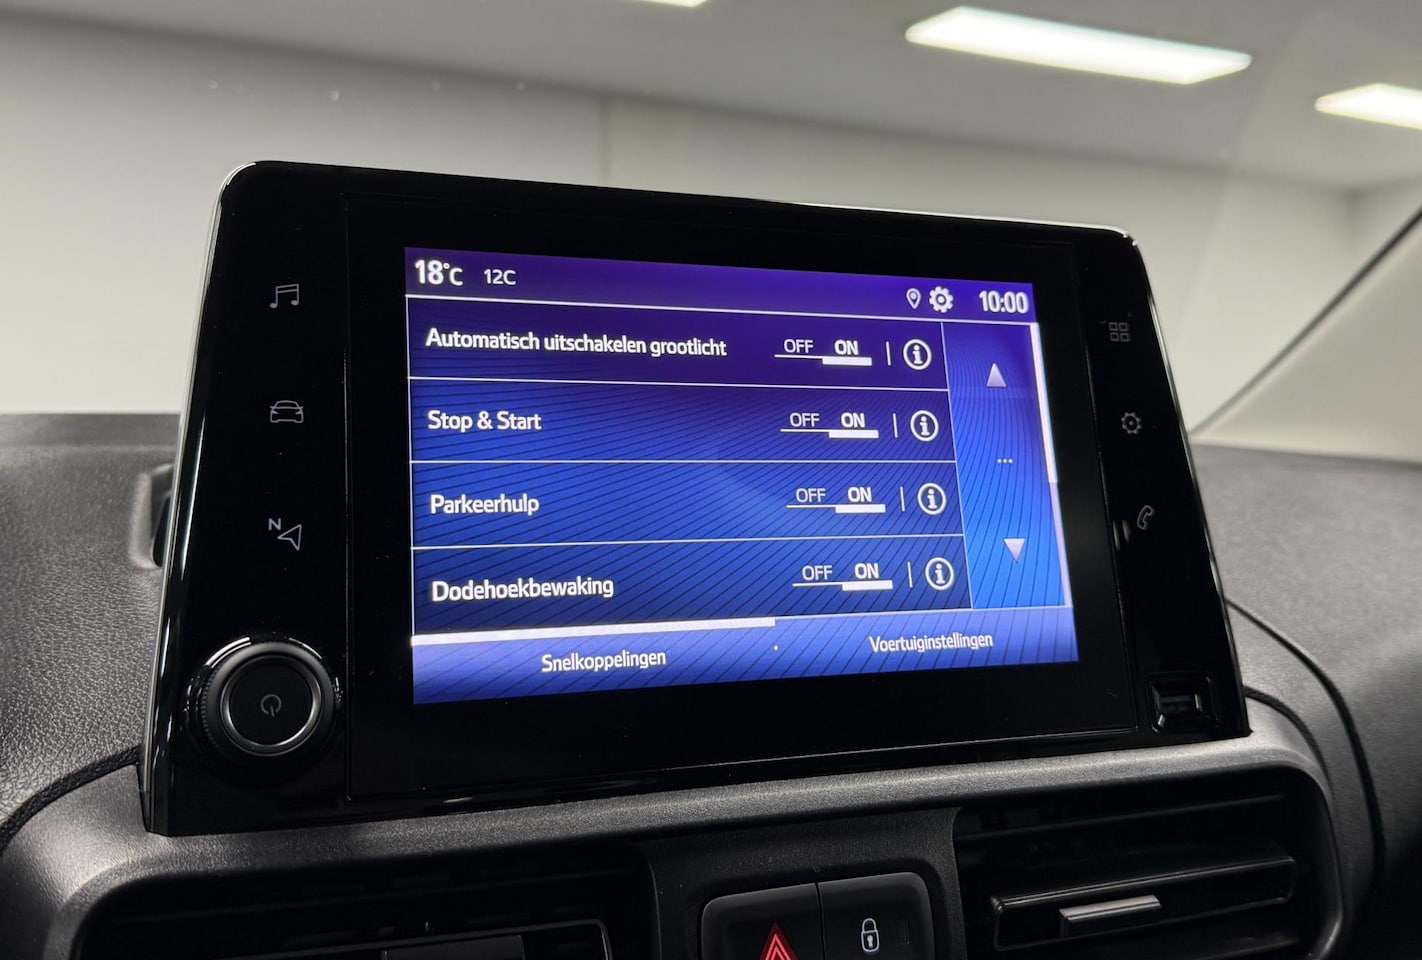 18°C 12C 10:00
Automatisch uitschakelen grootlicht OFF ON
Stop & Start OFF ON
Parkeerhulp OFF ON
Dodehoekbewaking OFF ON
Snelkoppelingen Voertuiginstellingen
N